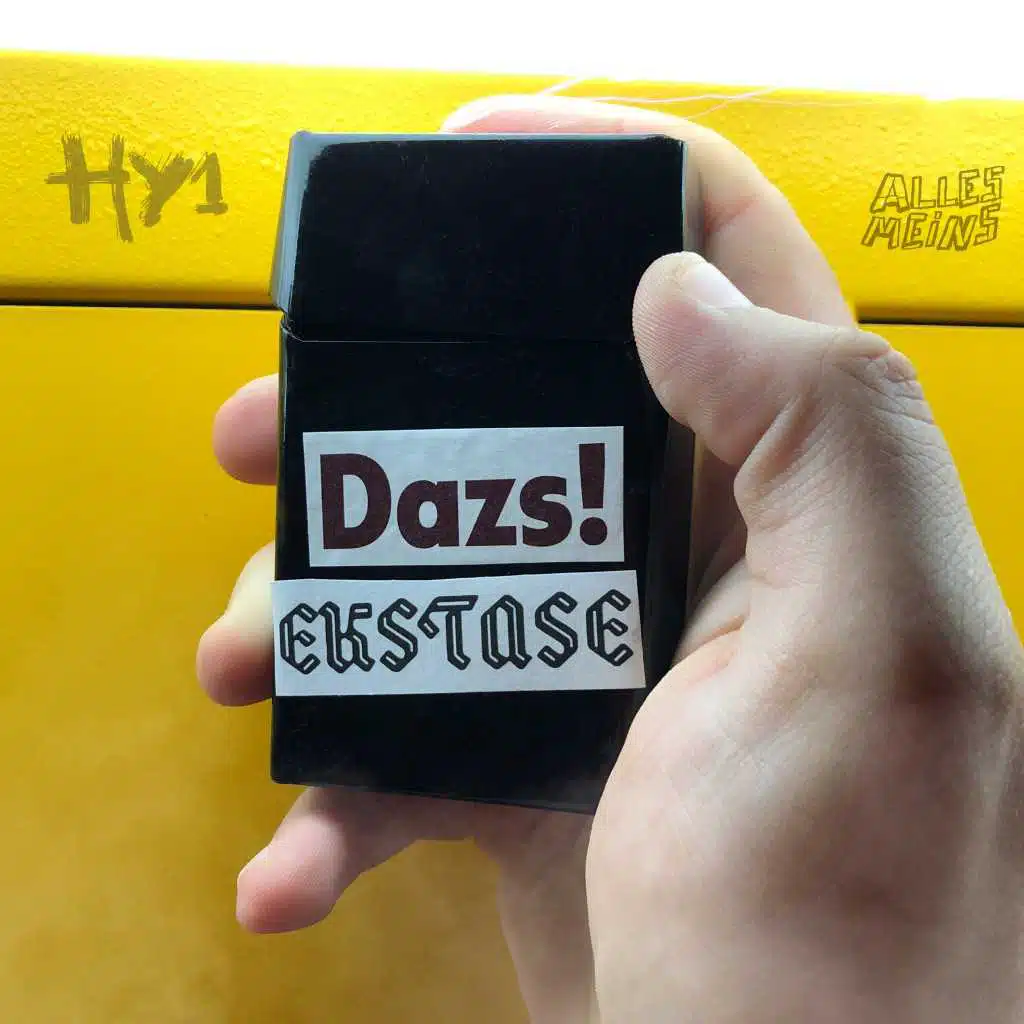 HY1
ALLES
MEINS
Dazs!
EKSTASE